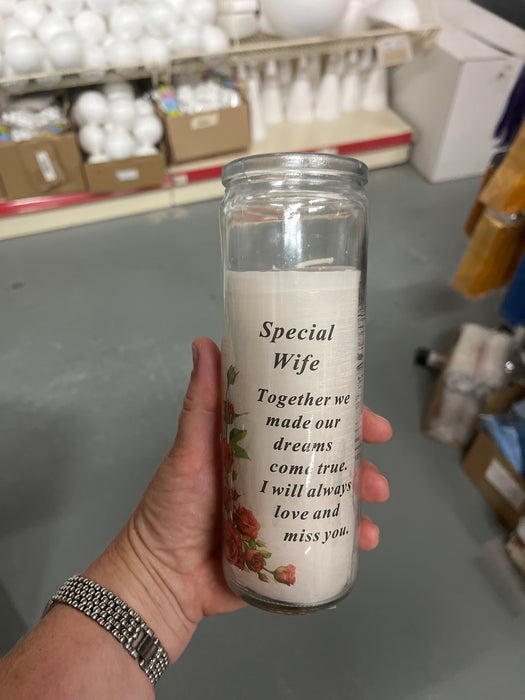 Special
Wife
Together we
made our
dreams
come true.
I will always
love and
miss you.